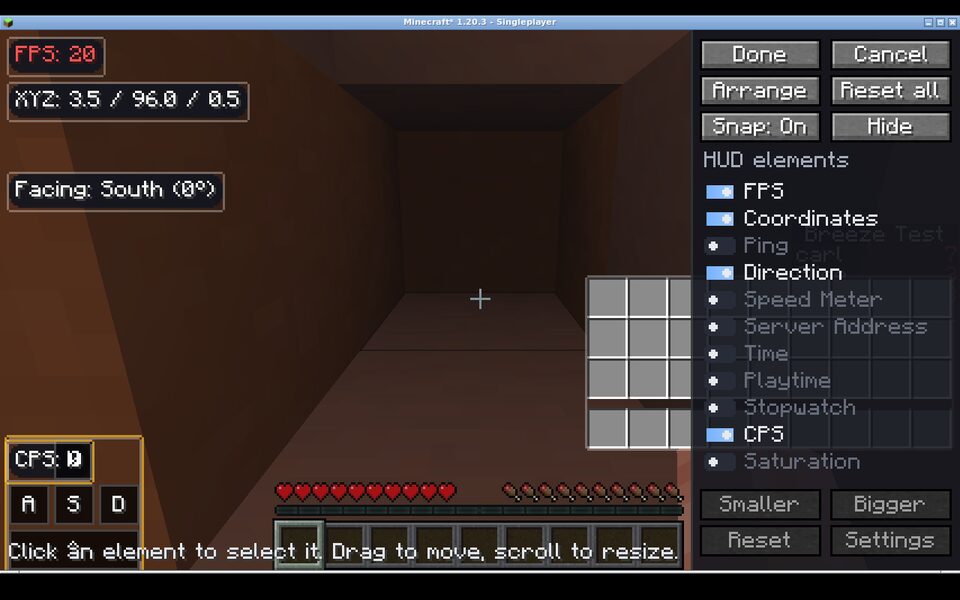 Minecraft* 1.20.3 - Singleplayer
FPS: 20
XYZ: 3.5 / 96.0 / 0.5
Facing: South (0°)
CPS: 0
A S D
Click an element to select it. Drag to move, scroll to resize.
Done Cancel
Arrange Reset all
Snap: On Hide
HUD elements
FPS
Coordinates
Ping
Direction
Speed Meter
Server Address
Time
Playtime
Stopwatch
CPS
Saturation
Smaller Bigger
Reset Settings
Breeze Test
carl